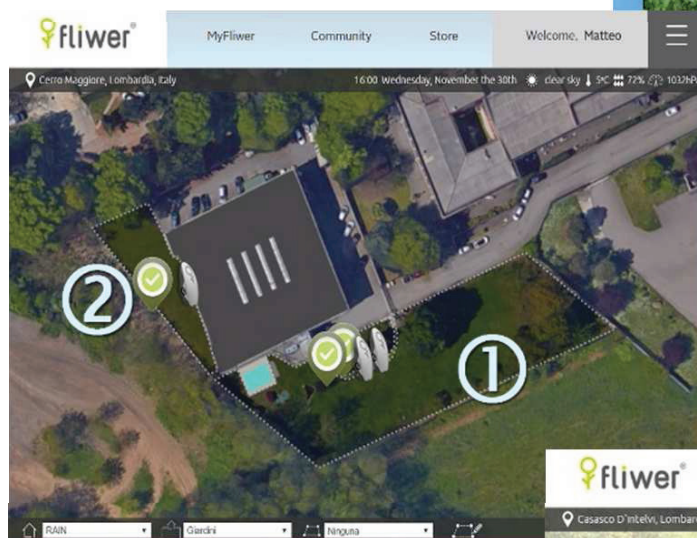 fliwer®
MyFliwer Community Store Welcome, Matteo
Cerro Maggiore, Lombardia, Italy 16:00 Wednesday, November the 30th clear sky 5ºC 72% 1032hP
2
1
fliwer®
Casasco D'Intelvi, Lombar
RAIN Giardini Ninguna